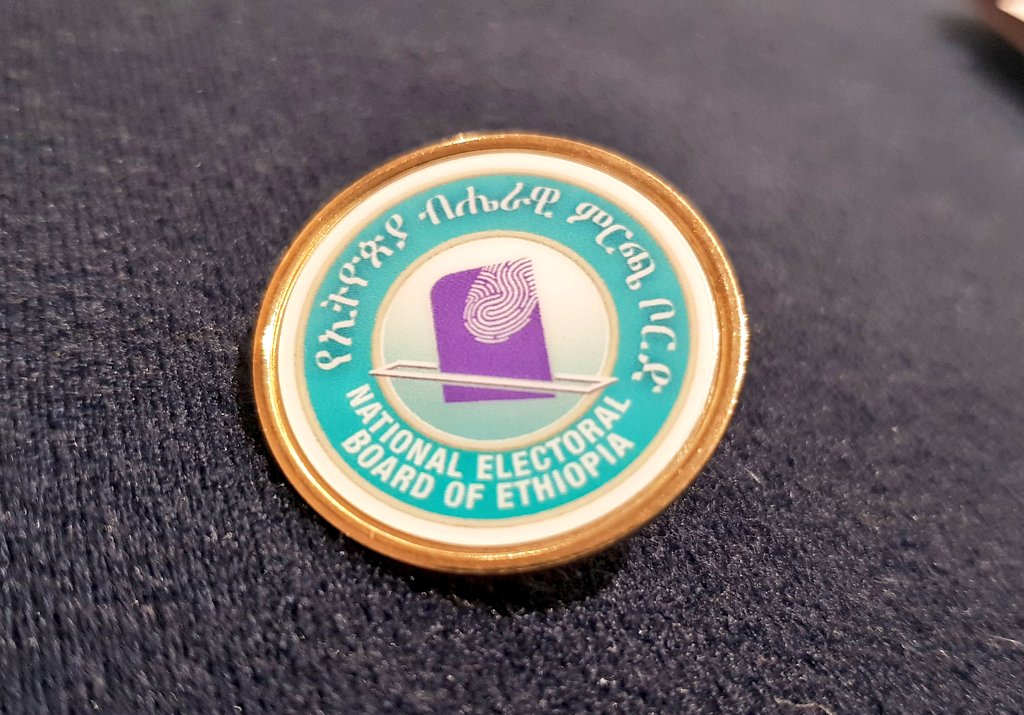 የኢትዮጵያ ብሔራዊ ምርጫ ቦርድ
NATIONAL ELECTORAL
BOARD OF ETHIOPIA